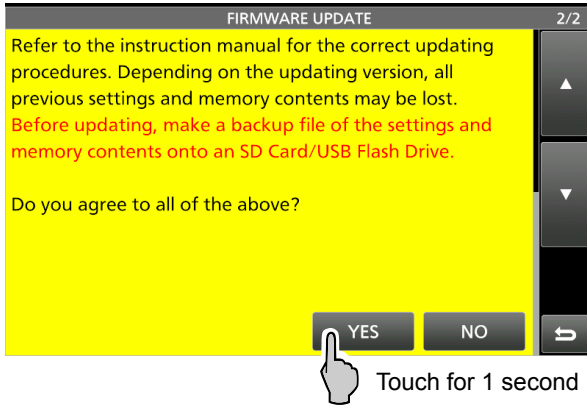 FIRMWARE UPDATE 2/2
Refer to the instruction manual for the correct updating
procedures. Depending on the updating version, all
previous settings and memory contents may be lost.
Before updating, make a backup file of the settings and
memory contents onto an SD Card/USB Flash Drive.
Do you agree to all of the above?
YES NO
Touch for 1 second